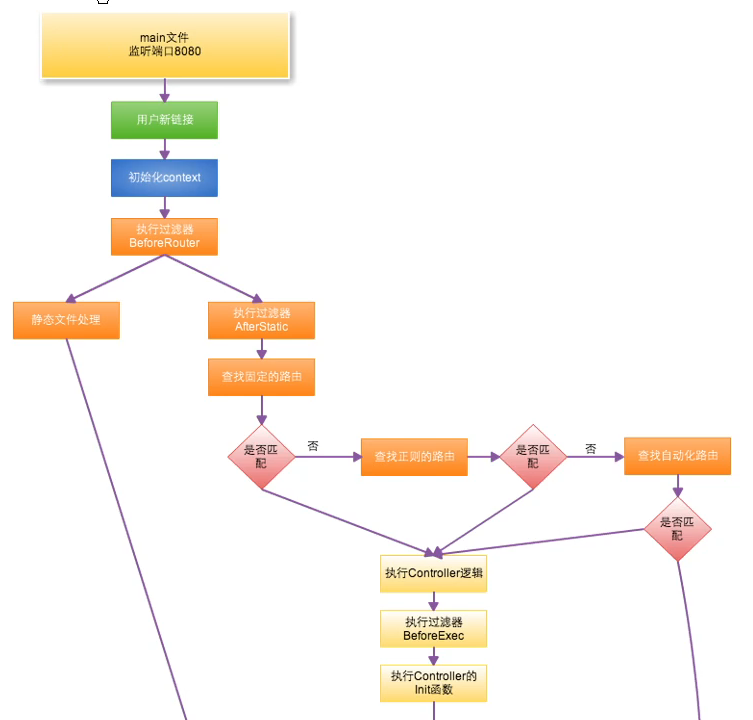 main文件
监听端口8080
用户新链接
初始化context
执行过滤器
BeforeRouter
静态文件处理
执行过滤器
AfterStatic
查找固定的路由
是否匹
配
否
查找正则的路由
是否匹
配
否
查找自动化路由
是否匹
配
执行Controller逻辑
执行过滤器
BeforeExec
执行Controller的
Init函数